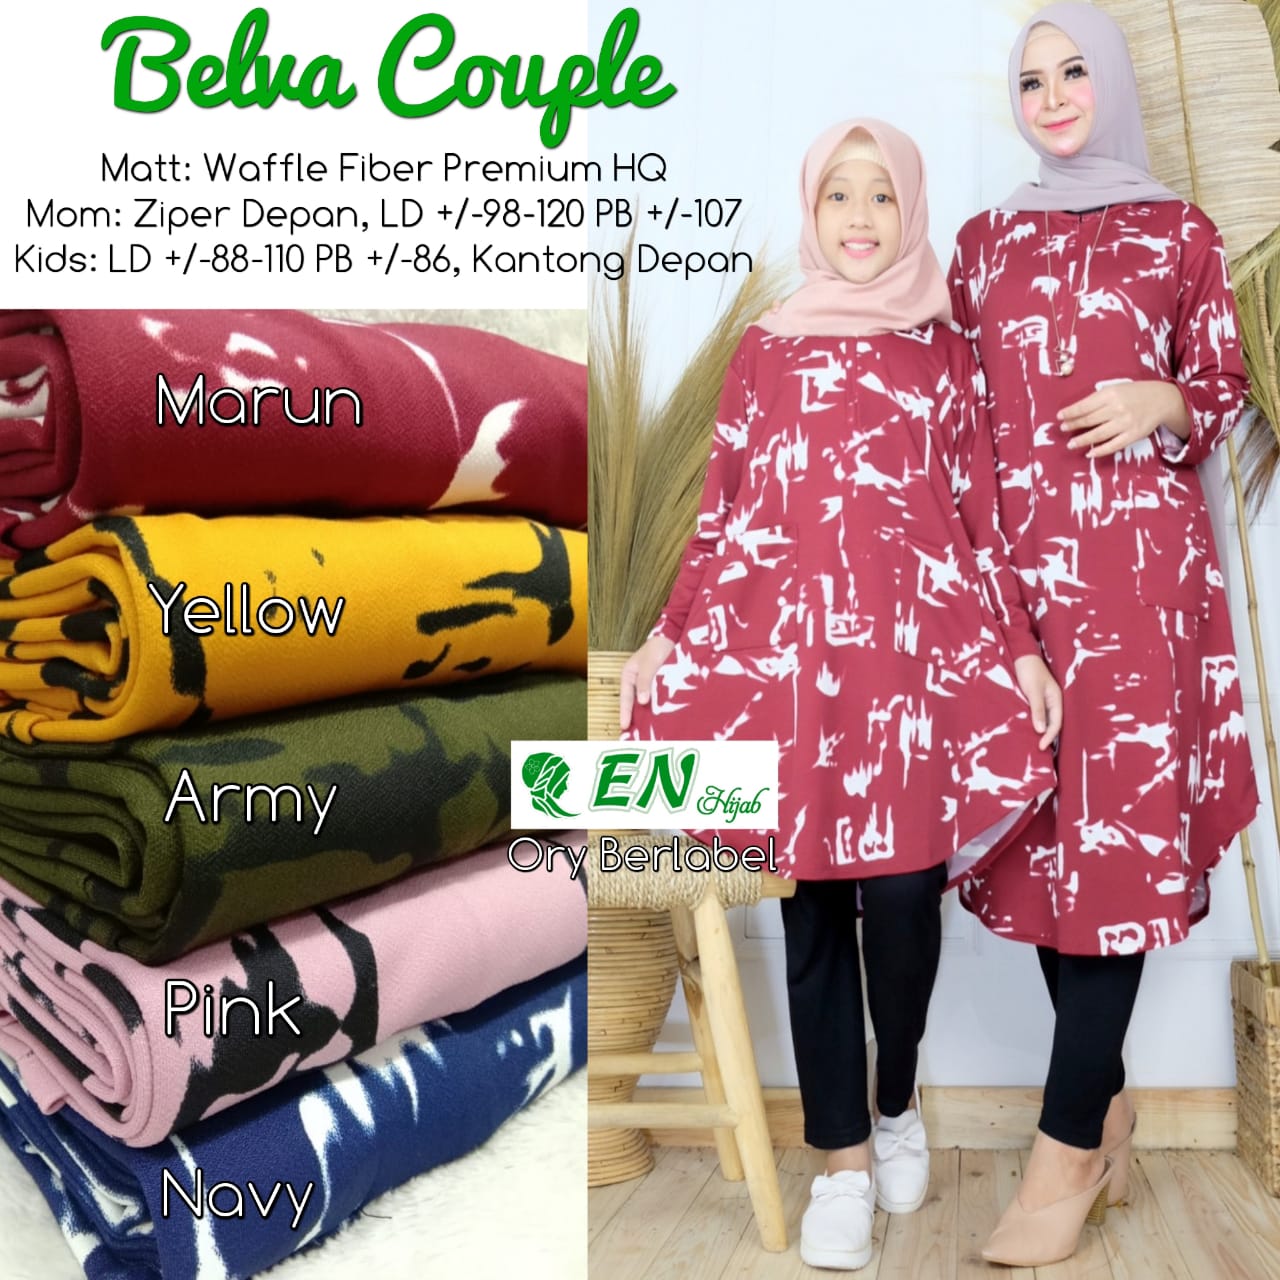 Belva Couple
Matt: Waffle Fiber Premium HQ
Mom: Ziper Depan, LD +/-98-120 PB +/-107
Kids: LD +/-88-110 PB +/-86, Kantong Depan
Marun
Yellow
Army
Pink
Navy
EN Hijab
Ory Berlabel